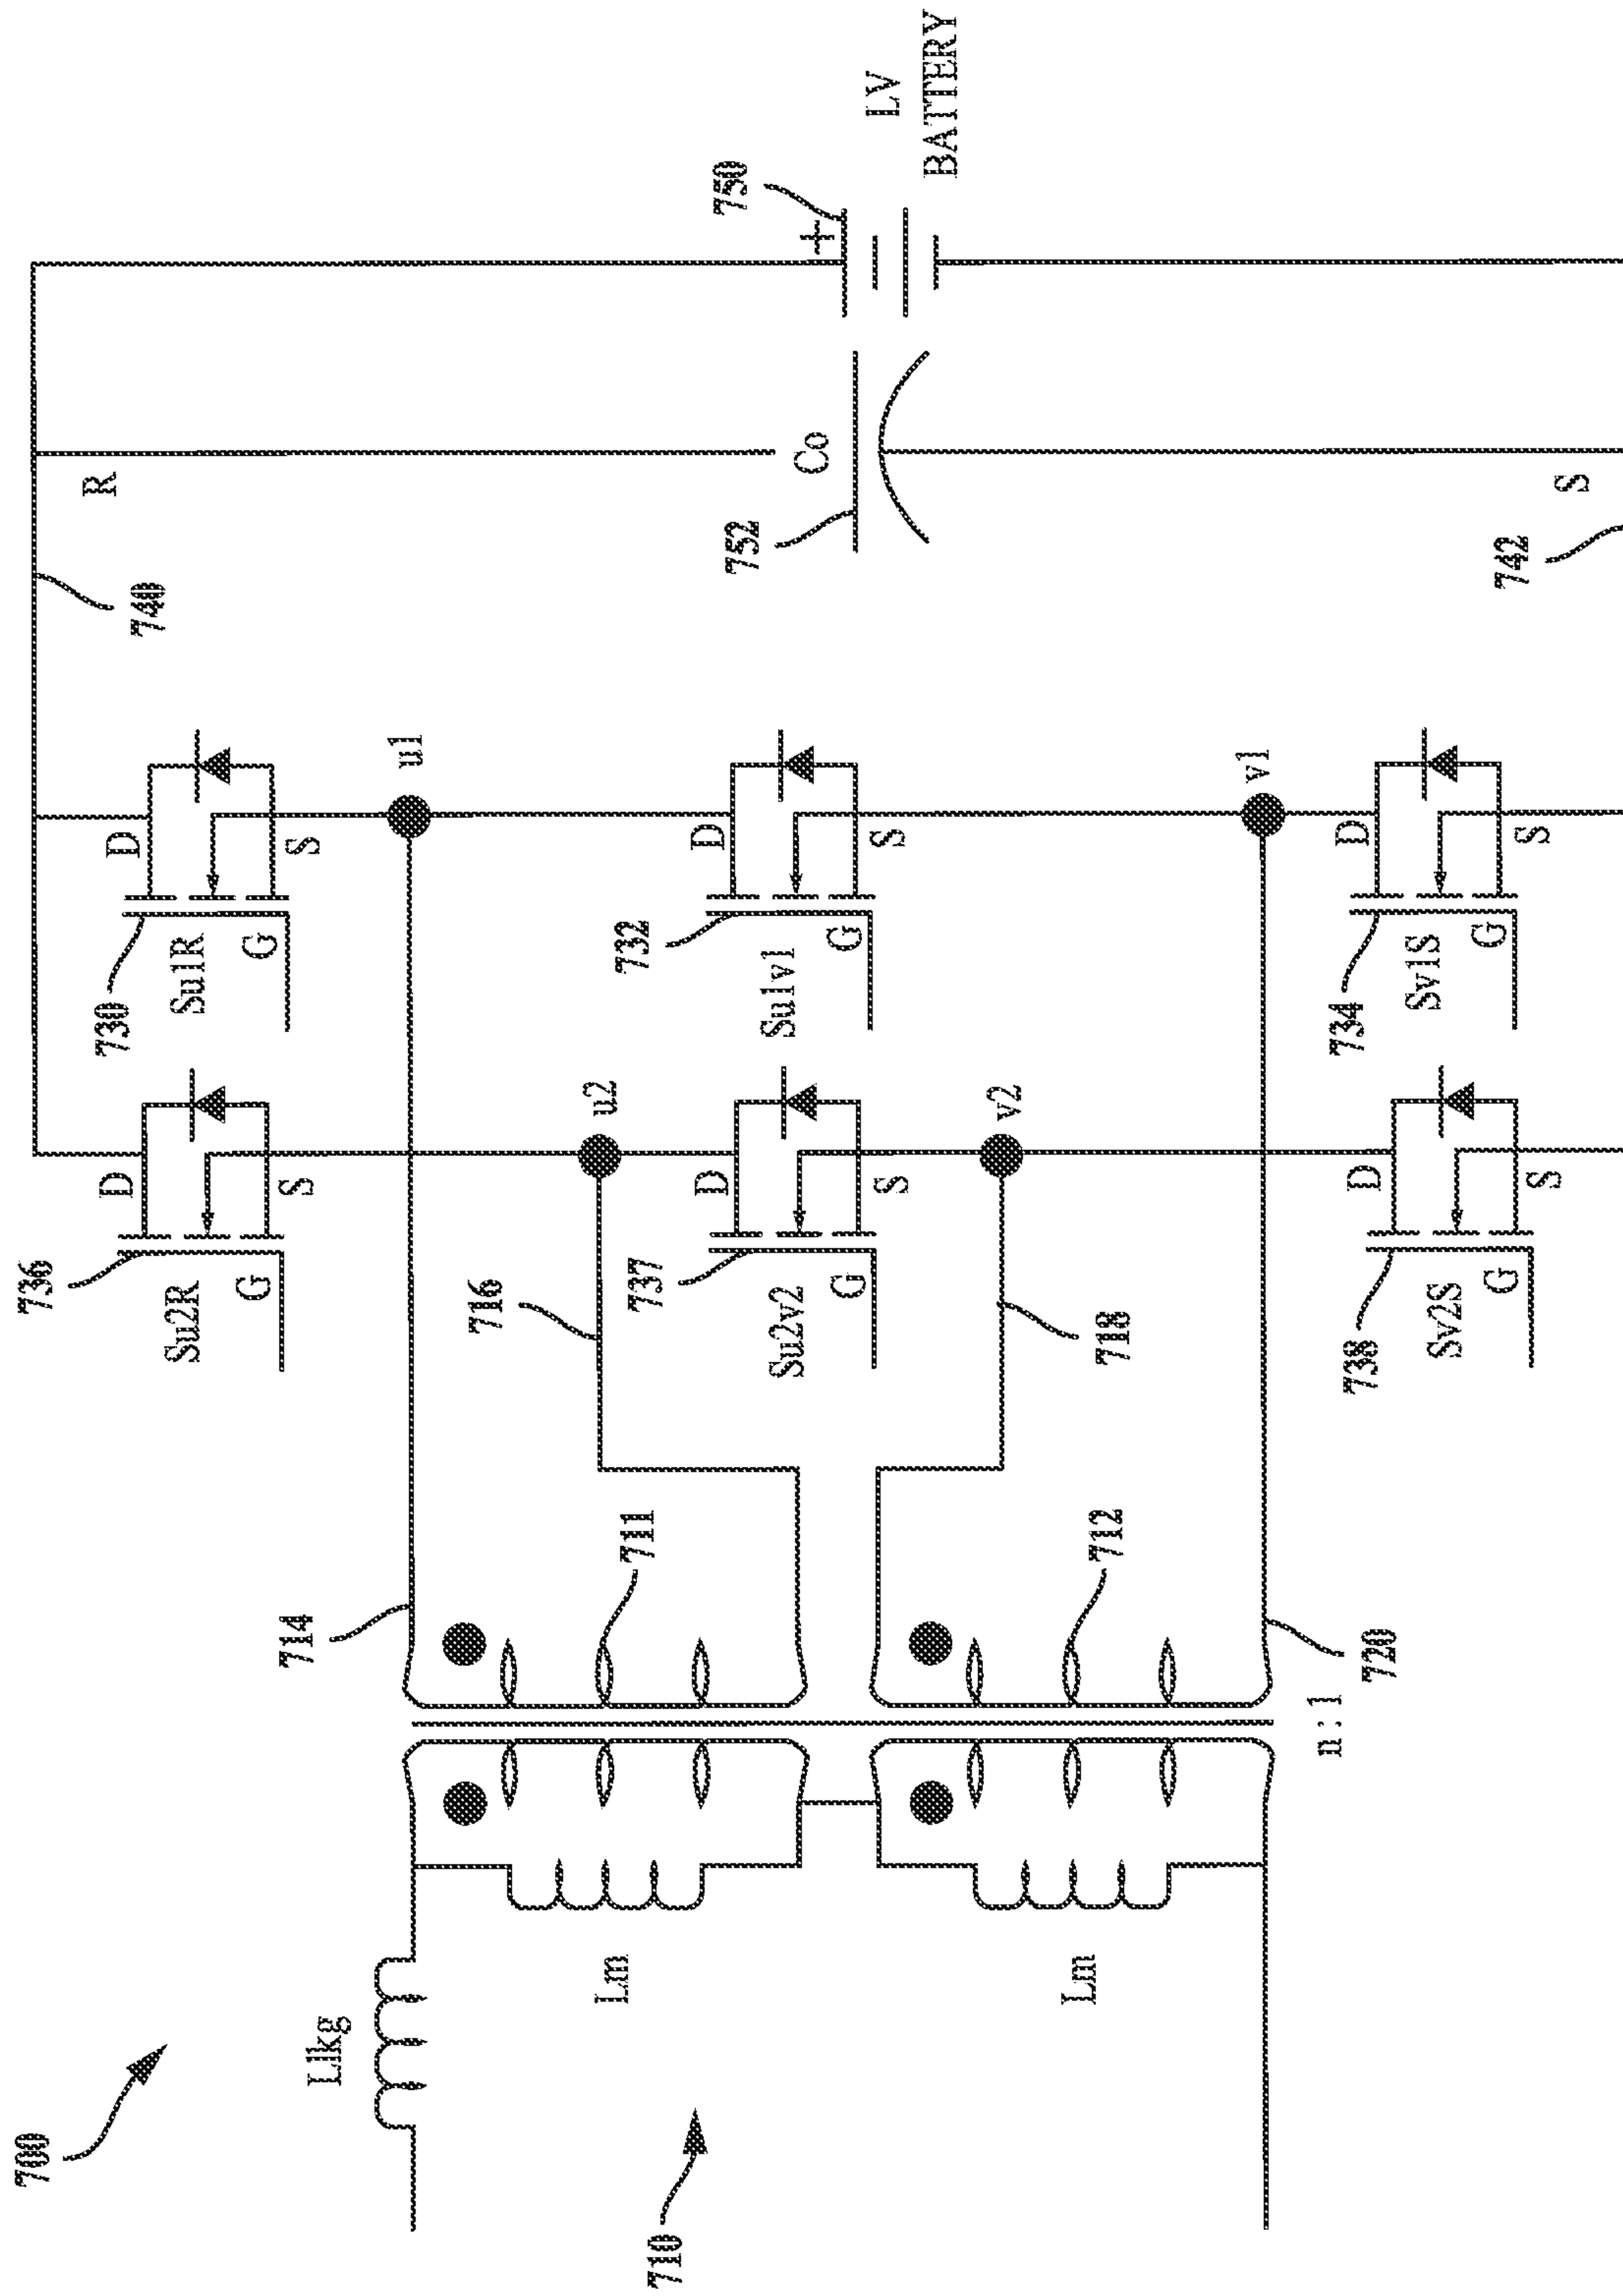 700
710
Llkg
Lm
Lm
n : 1
714
711
712
720
716
718
736
Su2R
D
G
S
u2
737
Su2v2
D
G
S
v2
738
Sv2S
D
G
S
730
Su1R
D
G
S
u1
732
Su1v1
D
G
S
v1
734
Sv1S
D
G
S
740
R
752
Co
742
S
750
+
LV
BATTERY